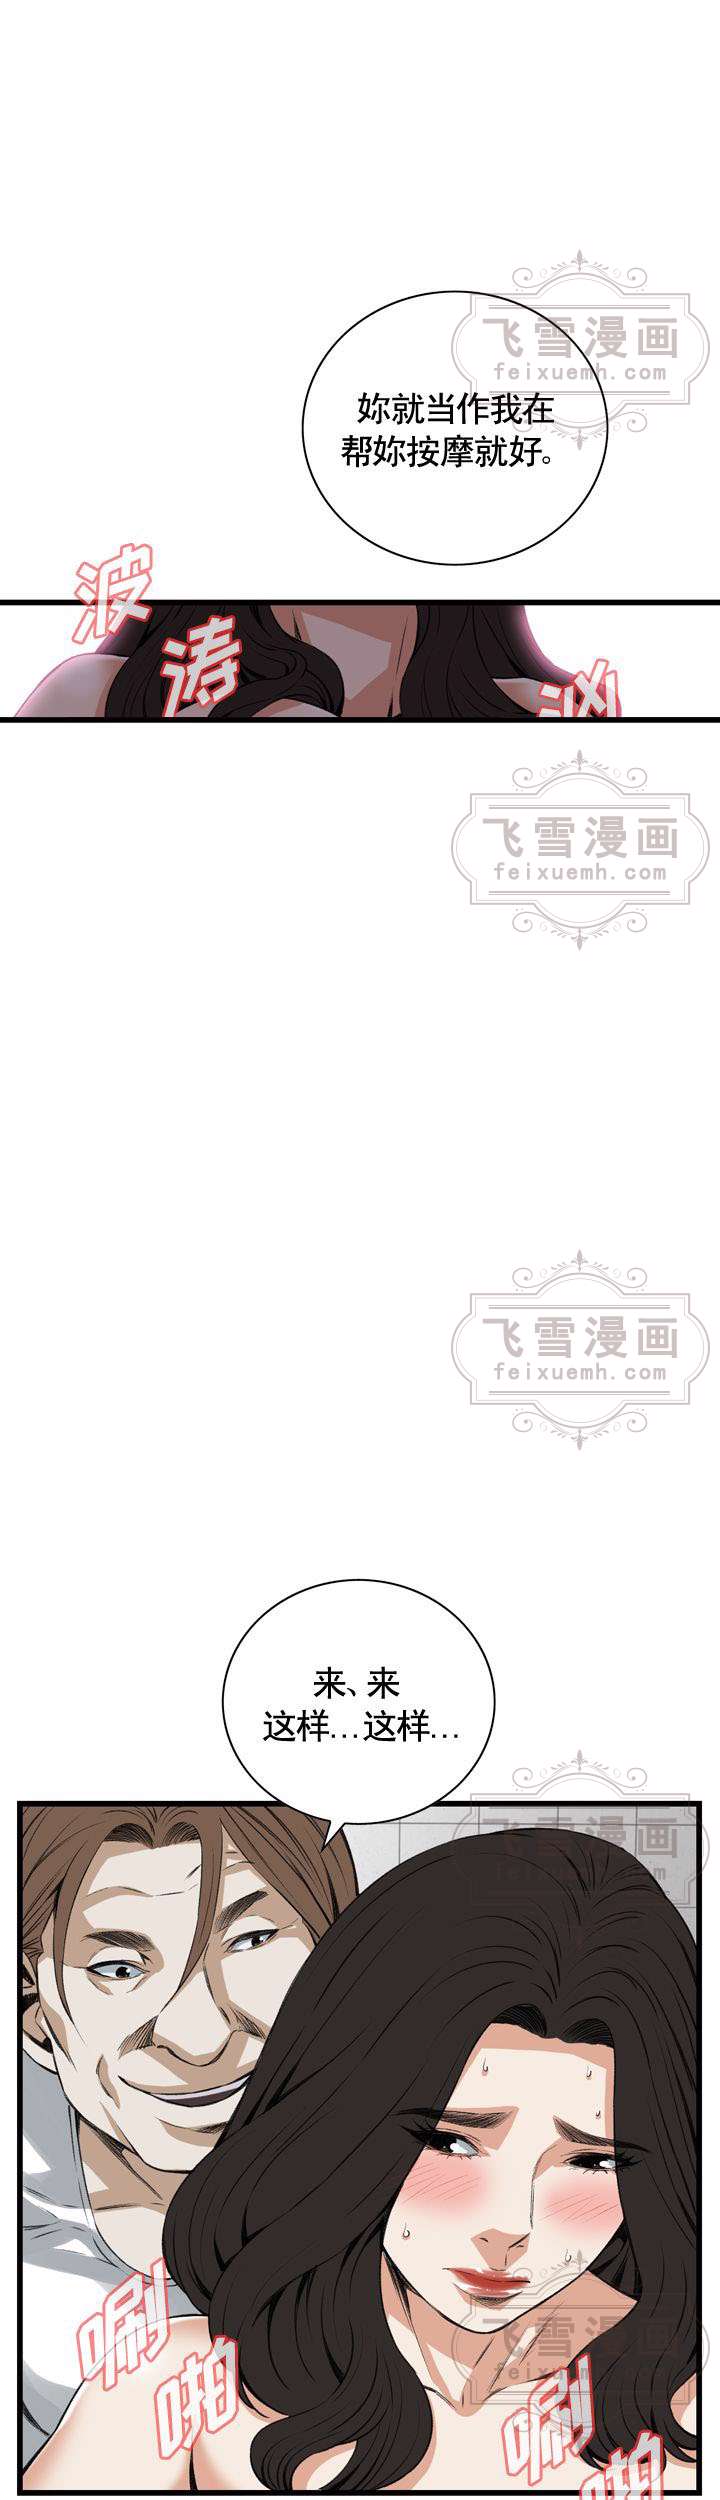 飞雪漫画
feixuemh.com
妳就当作我在
帮妳按摩就好。
波
涛
汹
飞雪漫画
feixuemh.com
飞雪漫画
feixuemh.com
来、来
这样...这样...
飞雪漫画
feixuemh.com
唰
啪
飞雪漫画
feixuemh.com
唰
啪